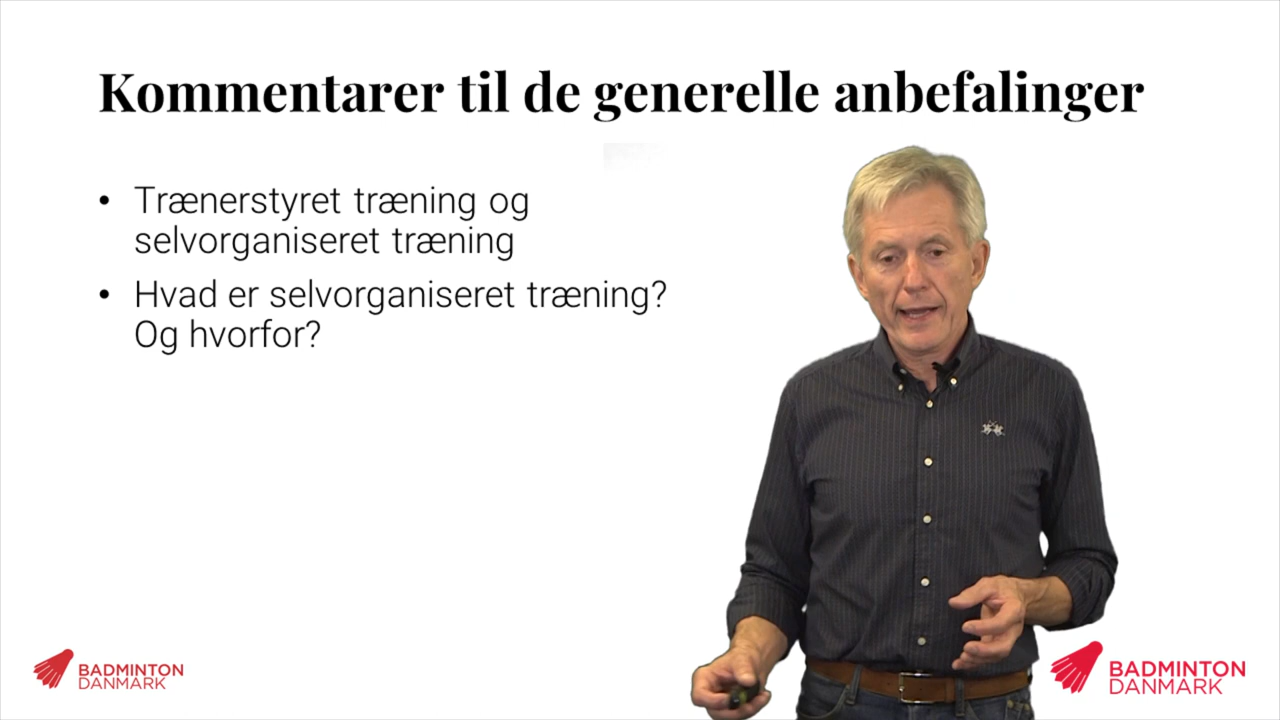 Kommentarer til de generelle anbefalinger
• Trænerstyret træning og
selvorganiseret træning
• Hvad er selvorganiseret træning?
Og hvorfor?
BADMINTON
DANMARK
BADMINTON
DANMARK